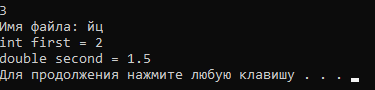 3
Имя файла: йц
int first = 2
double second = 1.5
Для продолжения нажмите любую клавишу . . .